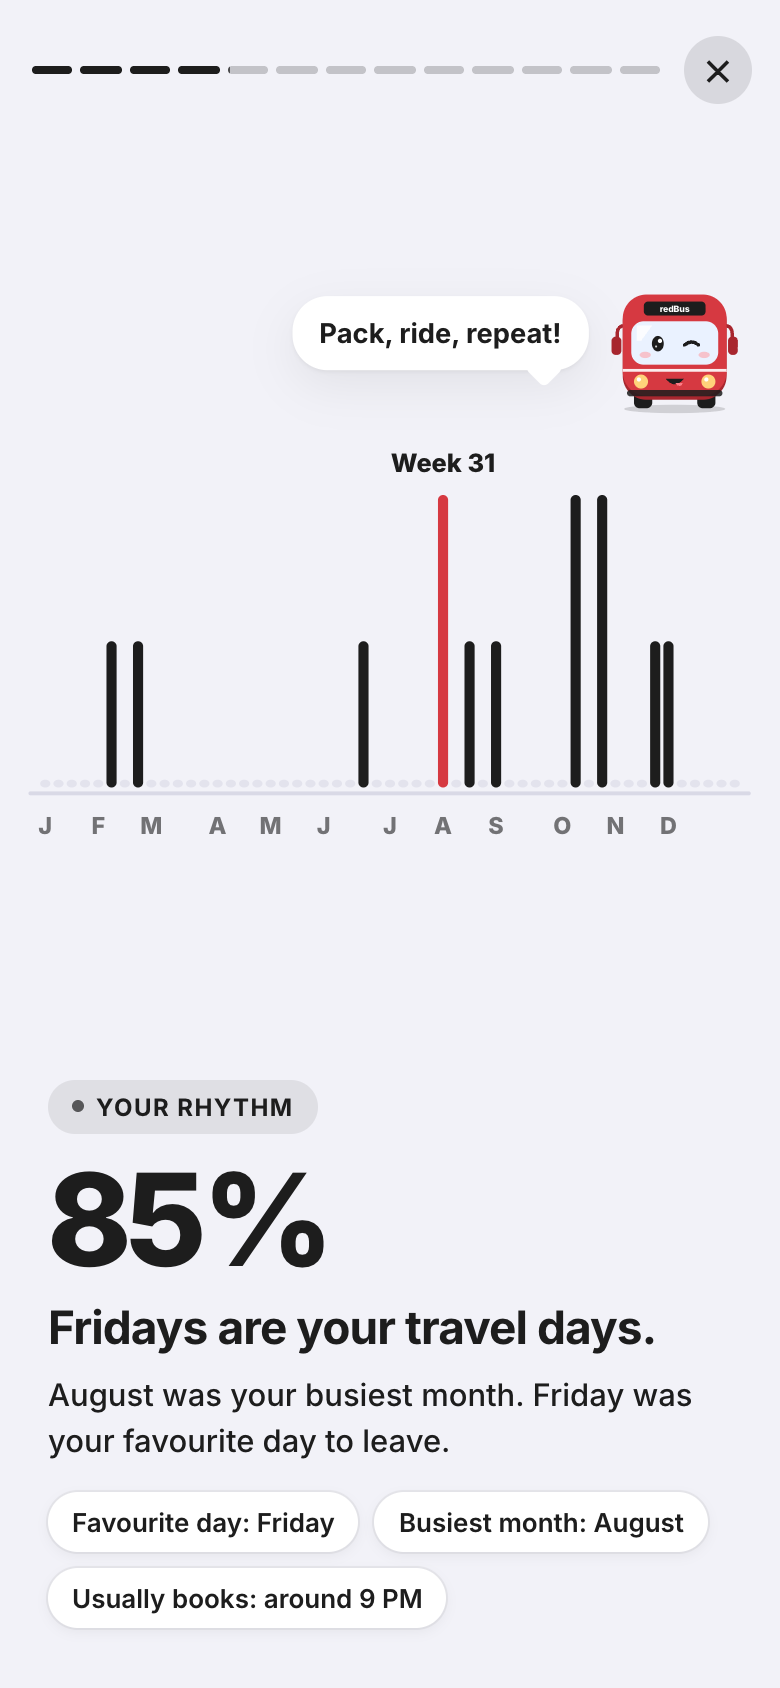 redBus
Pack, ride, repeat!
Week 31
J F M A M J J A S O N D
YOUR RHYTHM
85%
Fridays are your travel days.
August was your busiest month. Friday was
your favourite day to leave.
Favourite day: Friday
Busiest month: August
Usually books: around 9 PM